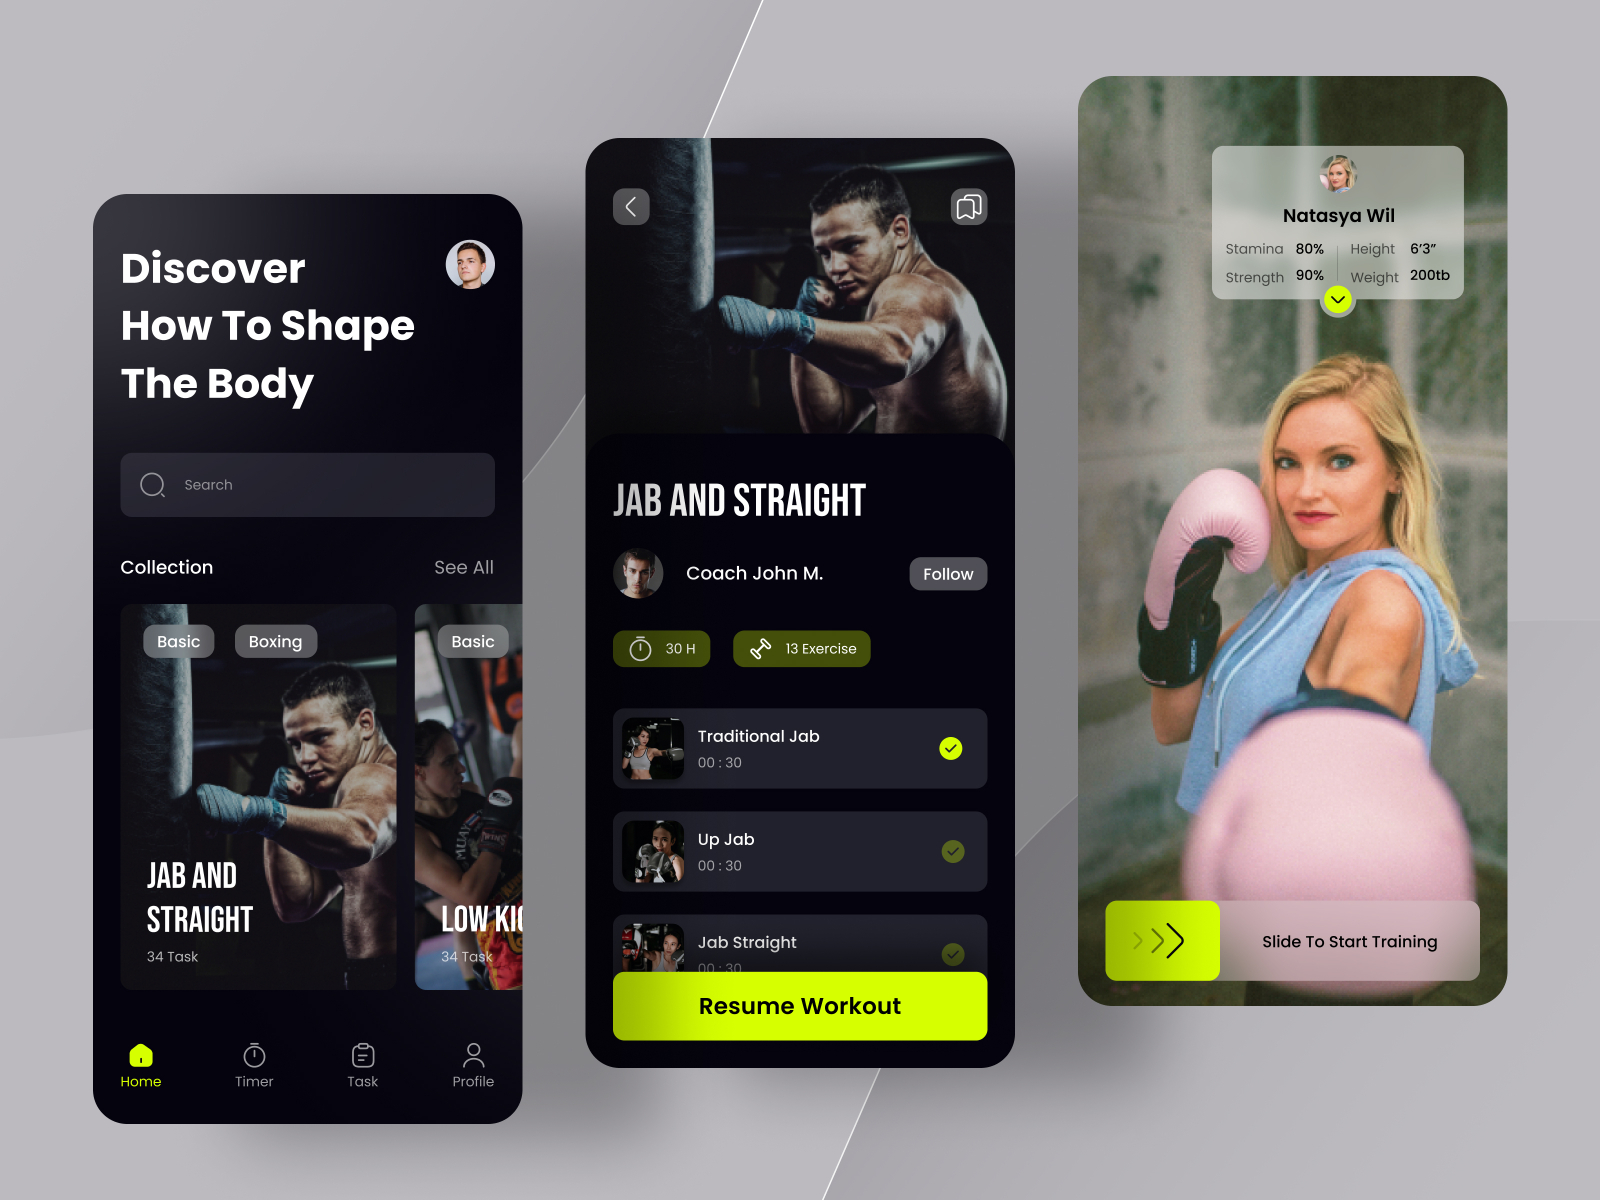 Discover
How To Shape
The Body
Search
Collection
See All
Basic
Boxing
JAB AND
STRAIGHT
34 Task
Basic
MUAY
LOW KIC
34 Task
Home
Timer
Task
Profile
JAB AND STRAIGHT
Coach John M.
Follow
30 H
13 Exercise
Traditional Jab
00 : 30
Up Jab
00 : 30
Jab Straight
00 : 30
Resume Workout
Natasya Wil
Stamina 80%
Height 6’3”
Strength 90%
Weight 200tb
Slide To Start Training